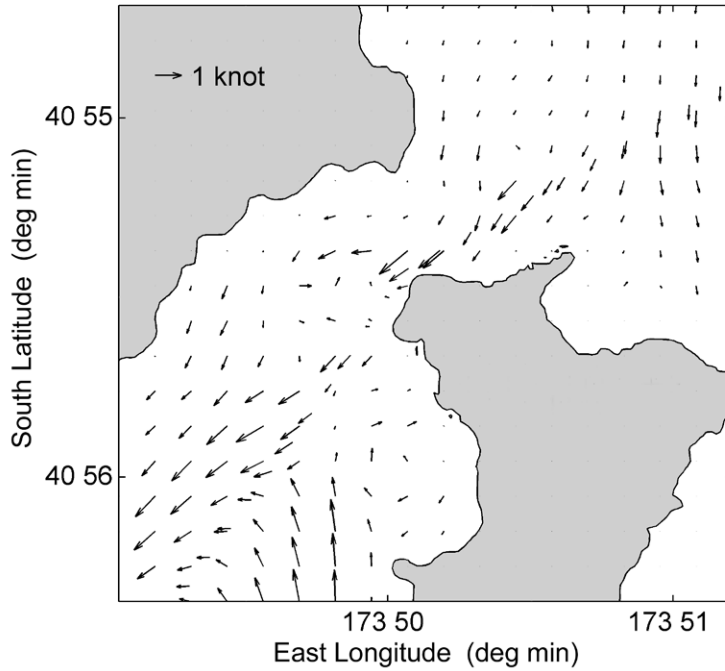 1 knot
40 55
South Latitude (deg min)
40 56
173 50 173 51
East Longitude (deg min)